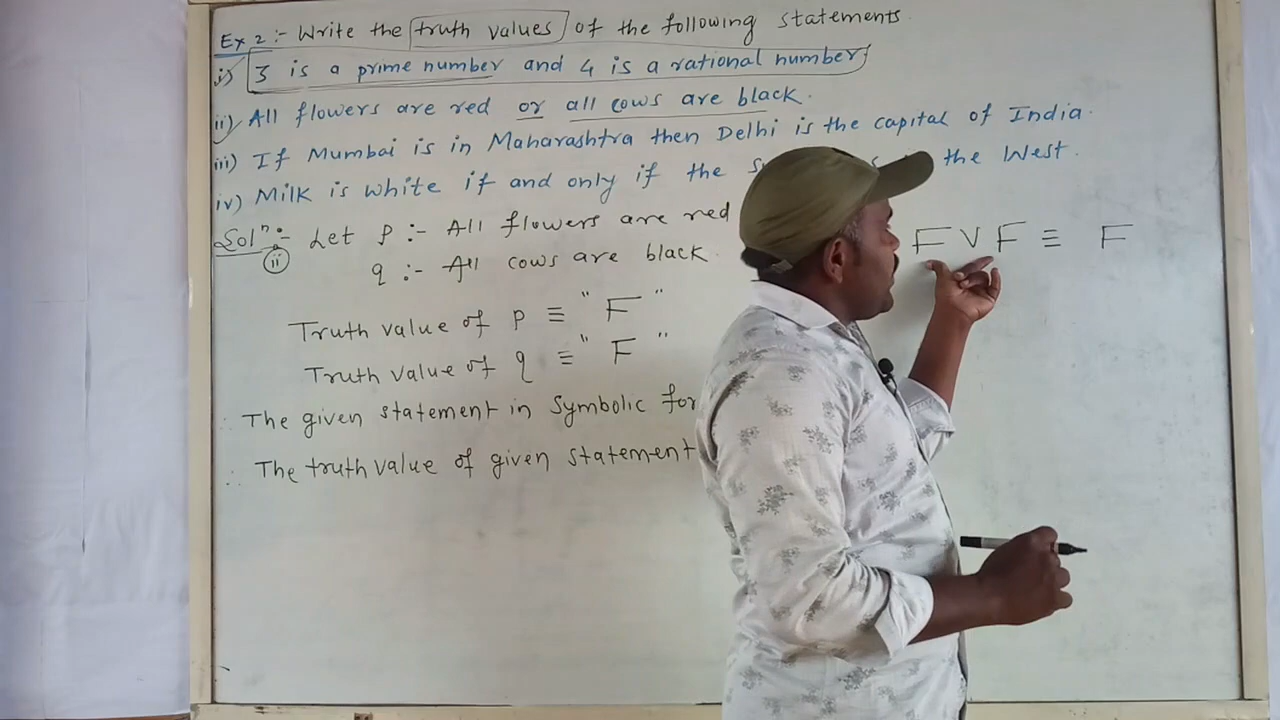 Ex 2 :- Write the truth values of the following statements
i) 3 is a prime number and 4 is a rational number
ii) All flowers are red or all cows are black.
iii) If Mumbai is in Maharashtra then Delhi is the capital of India.
iv) Milk is white if and only if the the West.
Solⁿ:- Let p :- All flowers are red
(ii) q :- All cows are black.
F ∨ F ≡ F
Truth value of p ≡ "F"
Truth value of q ≡ "F"
∴ The given statement in symbolic for
∴ The truth value of given statement